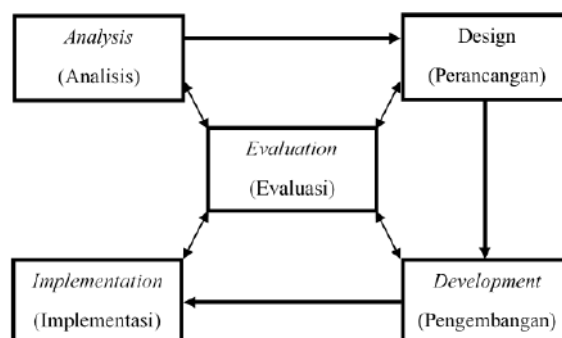 Analysis
(Analisis)
Design
(Perancangan)
Evaluation
(Evaluasi)
Implementation
(Implementasi)
Development
(Pengembangan)